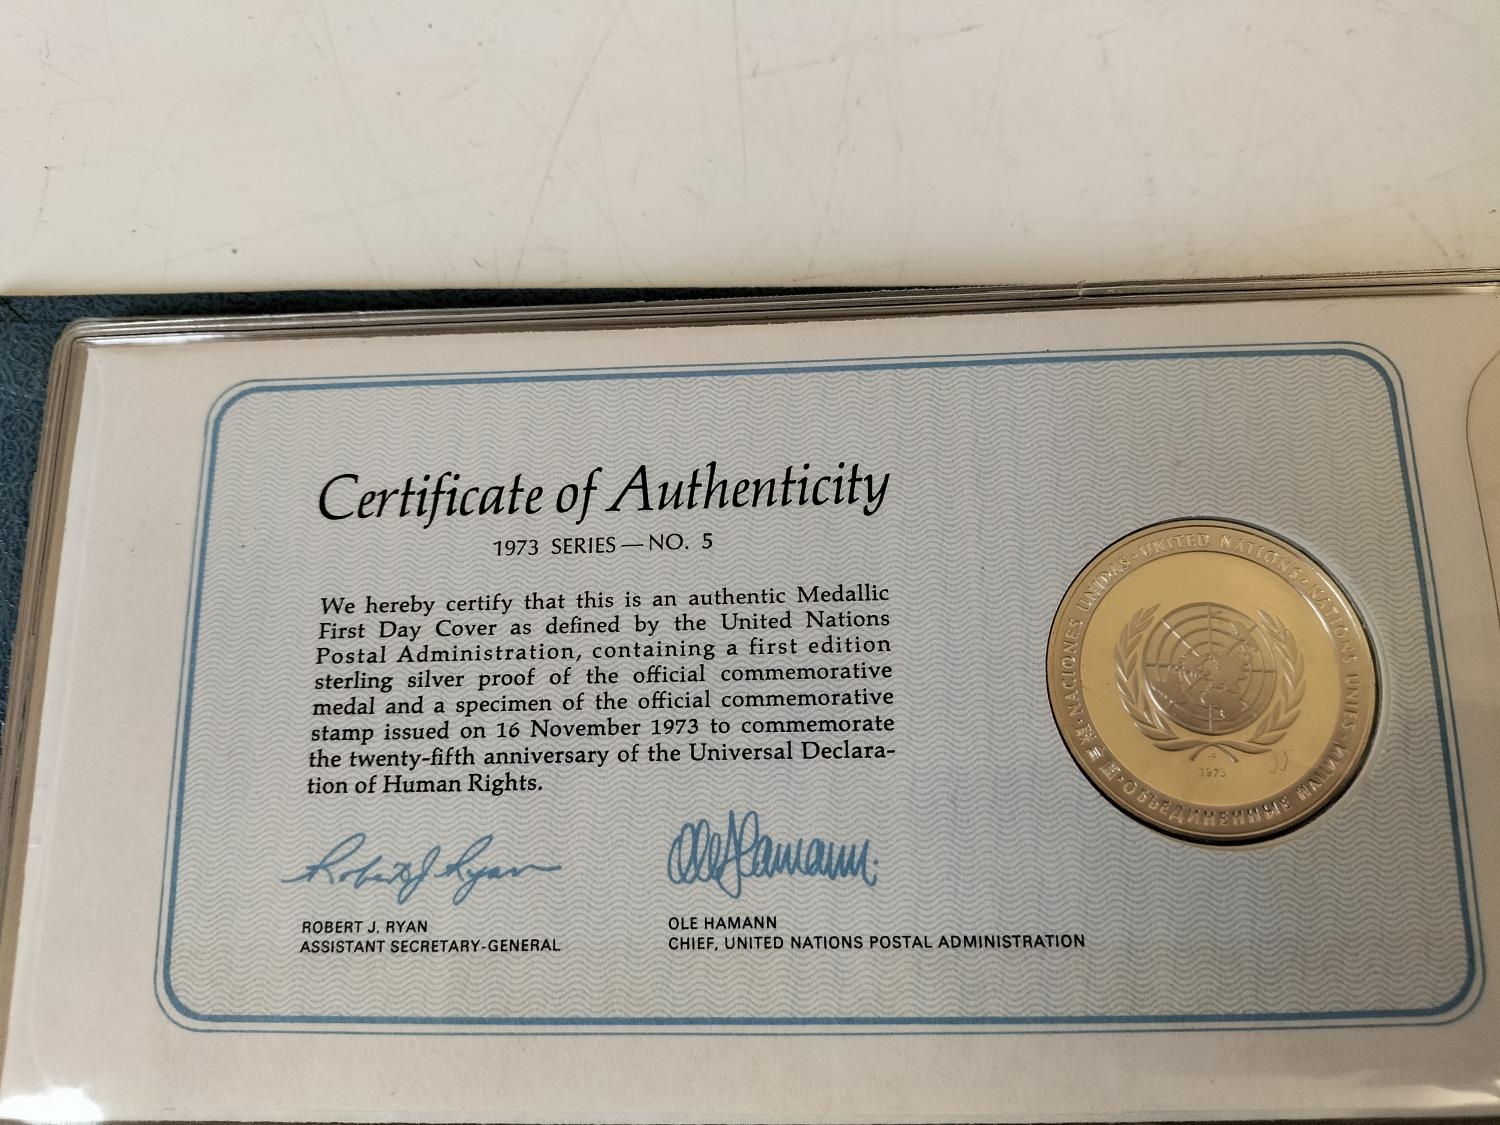 Certificate of Authenticity
1973 SERIES — NO. 5
We hereby certify that this is an authentic Medallic
First Day Cover as defined by the United Nations
Postal Administration, containing a first edition
sterling silver proof of the official commemorative
medal and a specimen of the official commemorative
stamp issued on 16 November 1973 to commemorate
the twenty-fifth anniversary of the Universal Declara-
tion of Human Rights.
Robert J. Ryan
Ole Hamann.
ROBERT J. RYAN
ASSISTANT SECRETARY-GENERAL
OLE HAMANN
CHIEF, UNITED NATIONS POSTAL ADMINISTRATION
UNITED NATIONS · NATIONS UNIES · ОБЪЕДИНЕННЫЕ НАЦИИ · NACIONES UNIDAS
1973